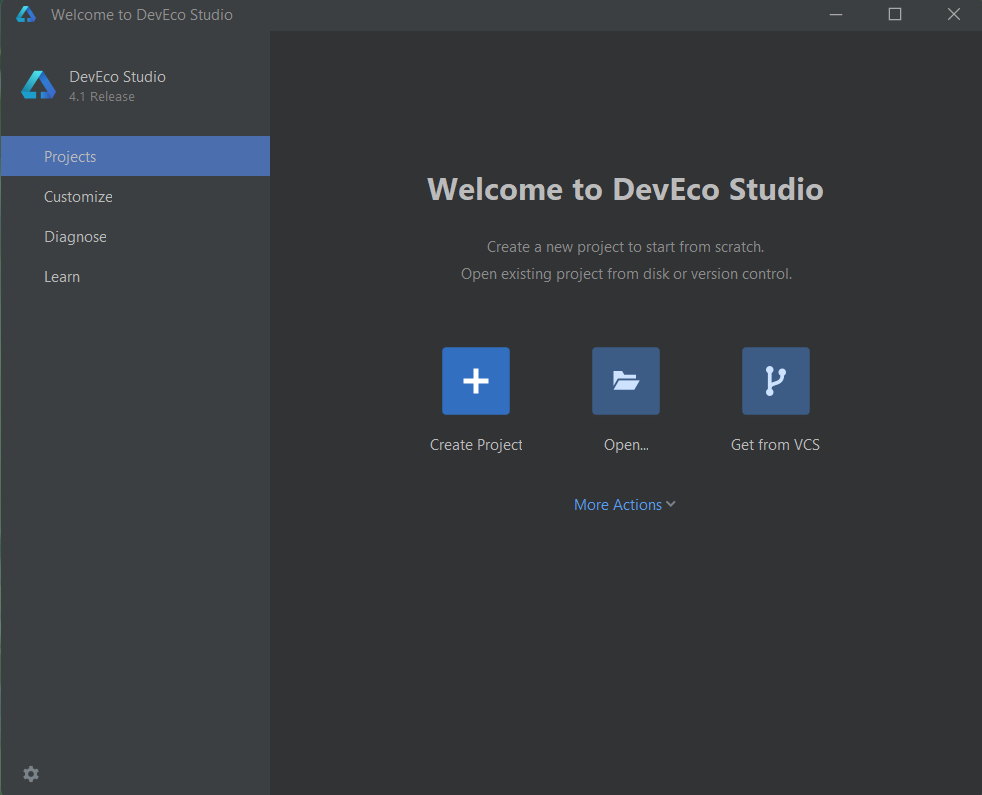 Welcome to DevEco Studio
DevEco Studio
4.1 Release
Projects
Customize
Diagnose
Learn
Welcome to DevEco Studio
Create a new project to start from scratch.
Open existing project from disk or version control.
Create Project
Open...
Get from VCS
More Actions